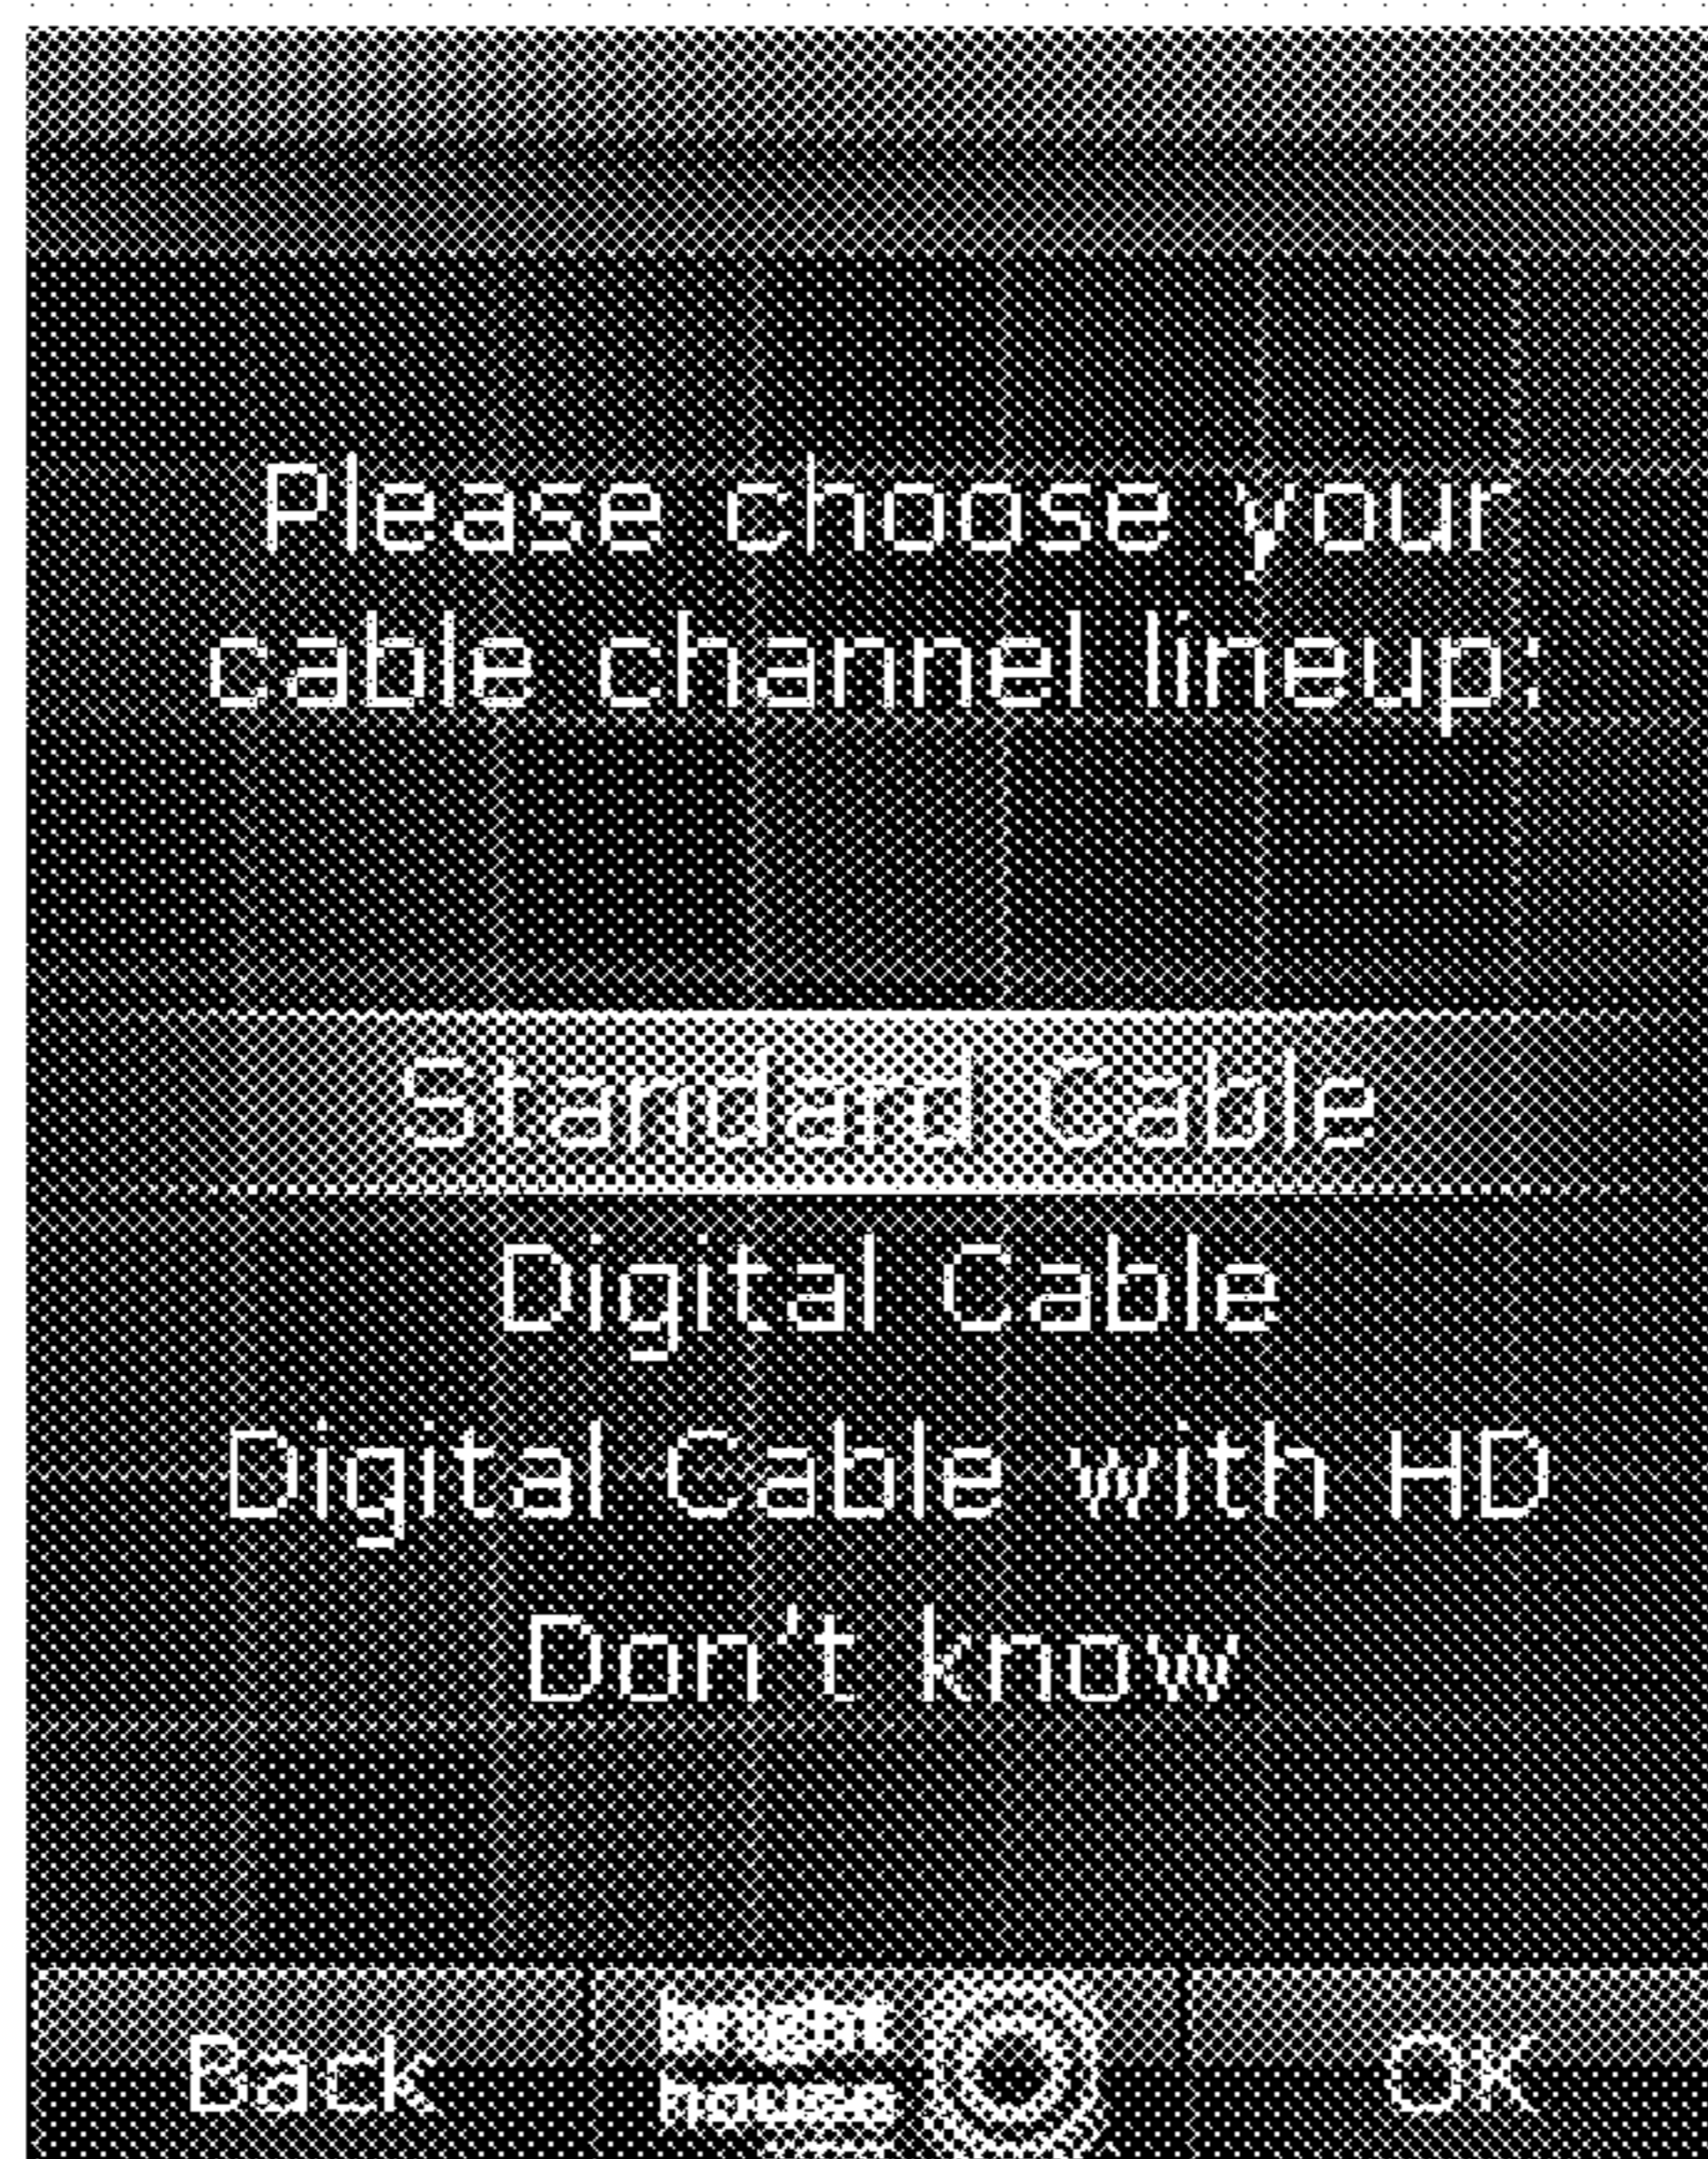 Please choose your
cable channel lineup:
Standard Cable
Digital Cable
Digital Cable with HD
Don't know
Back
bright
house
OK